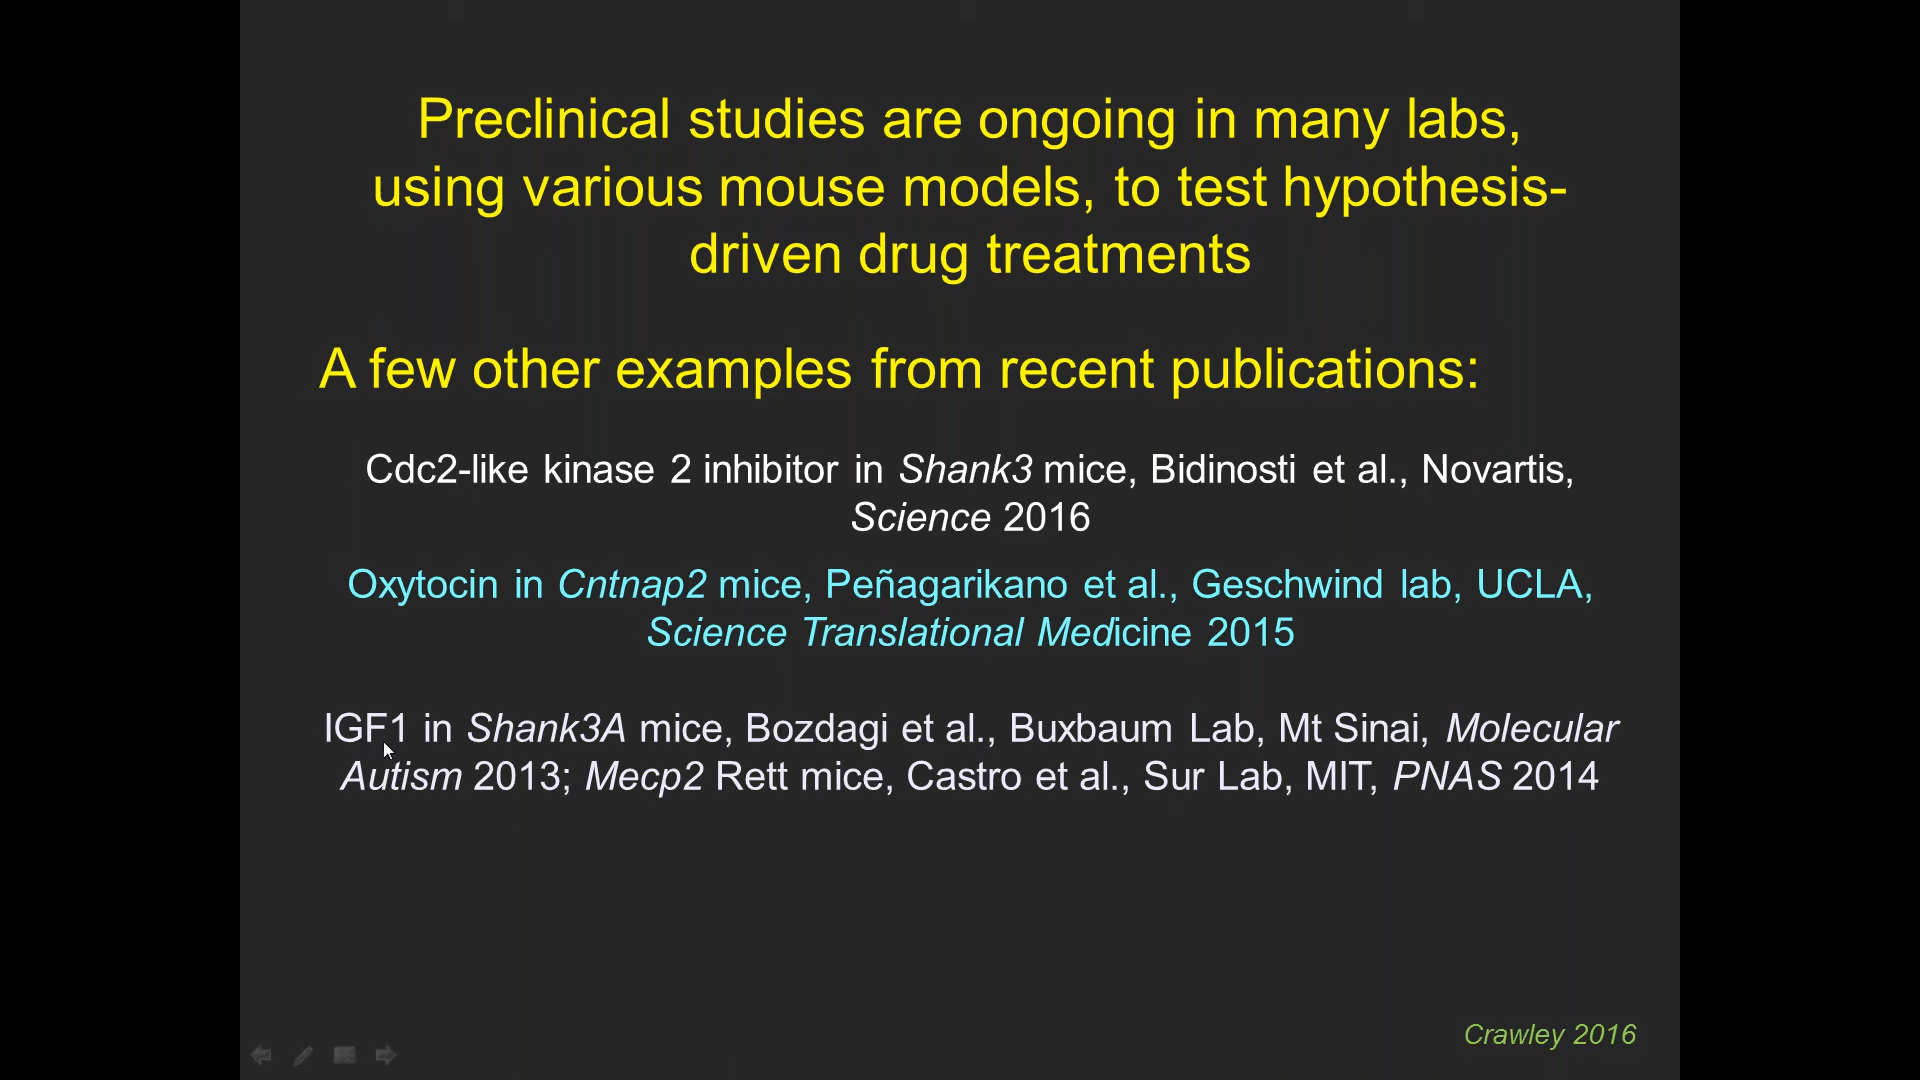 Preclinical studies are ongoing in many labs,
using various mouse models, to test hypothesis-
driven drug treatments
A few other examples from recent publications:
Cdc2-like kinase 2 inhibitor in Shank3 mice, Bidinosti et al., Novartis,
Science 2016
Oxytocin in Cntnap2 mice, Peñagarikano et al., Geschwind lab, UCLA,
Science Translational Medicine 2015
IGF1 in Shank3A mice, Bozdagi et al., Buxbaum Lab, Mt Sinai, Molecular
Autism 2013; Mecp2 Rett mice, Castro et al., Sur Lab, MIT, PNAS 2014
Crawley 2016